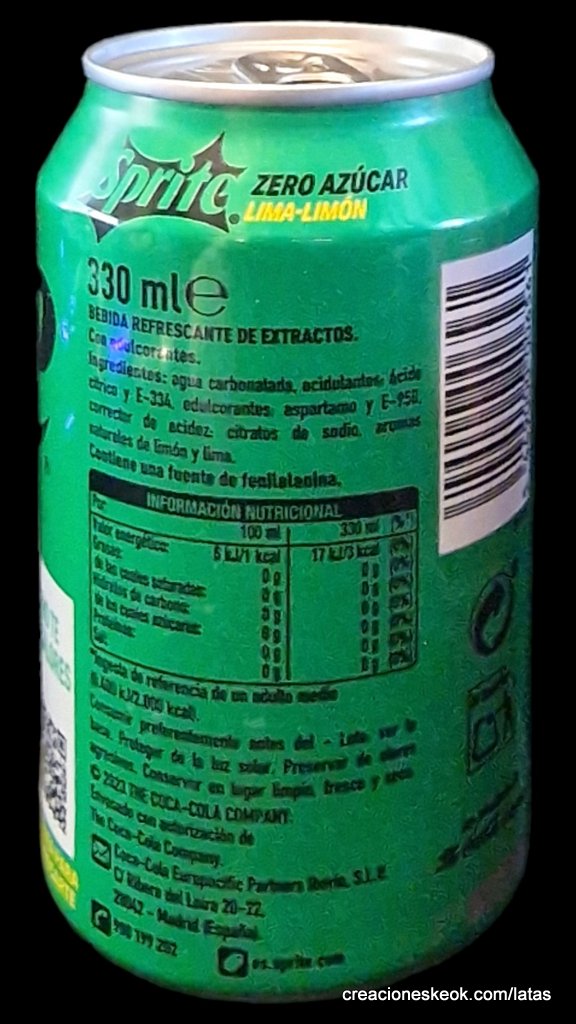 Sprite ZERO AZÚCAR
LIMA-LIMÓN
330 ml e
BEBIDA REFRESCANTE DE EXTRACTOS.
Con edulcorantes.
Ingredientes: agua carbonatada, acidulantes: ácido
cítrico y E-334, edulcorantes: aspartamo y E-950,
corrector de acidez: citratos de sodio, aromas
naturales de limón y lima.
Contiene una fuente de fenilalanina.
INFORMACIÓN NUTRICIONAL
Por: 100 ml 330 ml (%*)
Valor energético: 5 kJ/1 kcal 17 kJ/3 kcal
Grasas: 0 g 0 g
de las cuales saturadas: 0 g 0 g
Hidratos de carbono: 0 g 0 g
de los cuales azúcares: 0 g 0 g
Proteínas: 0 g 0 g
Sal: 0 g 0 g
*Ingesta de referencia de un adulto medio
(8.400 kJ/2.000 kcal).
Consumir preferentemente antes del - Lote: ver la
base. Proteger de la luz solar. Preservar de olores
agresivos. Conservar en lugar limpio, fresco y seco.
© 2023 THE COCA-COLA COMPANY.
Envasado con autorización de
The Coca-Cola Company.
Coca-Cola Europacific Partners Iberia, S.L.U.
C/ Ribera del Loira 20-22,
28042 - Madrid (España).
900 199 202
es.sprite.com
creacioneskeok.com/latas